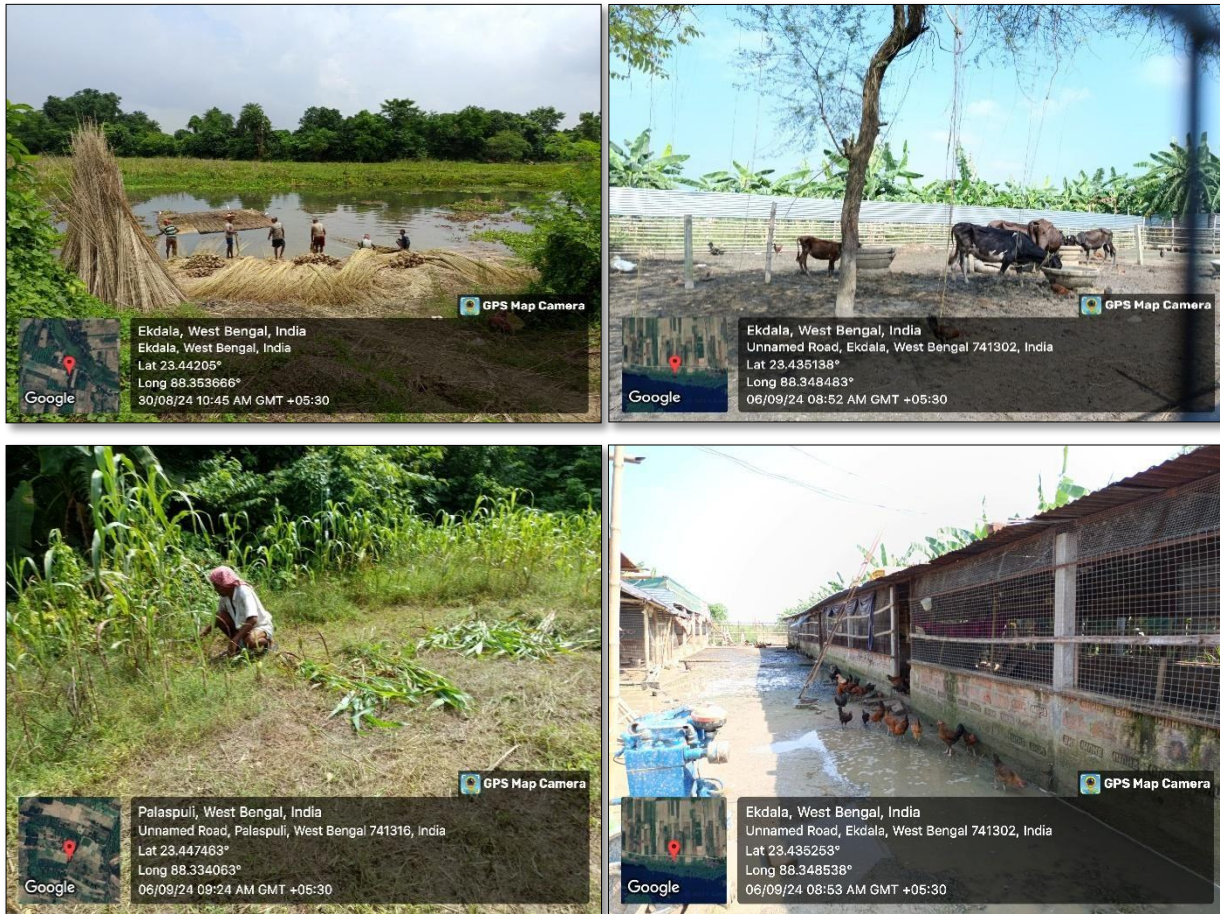 GPS Map Camera
Ekdala, West Bengal, India
Ekdala, West Bengal, India
Lat 23.44205°
Long 88.353666°
30/08/24 10:45 AM GMT +05:30
Google
GPS Map Camera
Ekdala, West Bengal, India
Unnamed Road, Ekdala, West Bengal 741302, India
Lat 23.435138°
Long 88.348483°
06/09/24 08:52 AM GMT +05:30
Google
GPS Map Camera
Palaspuli, West Bengal, India
Unnamed Road, Palaspuli, West Bengal 741316, India
Lat 23.447463°
Long 88.334063°
06/09/24 09:24 AM GMT +05:30
Google
GPS Map Camera
Ekdala, West Bengal, India
Unnamed Road, Ekdala, West Bengal 741302, India
Lat 23.435253°
Long 88.348538°
06/09/24 08:53 AM GMT +05:30
Google